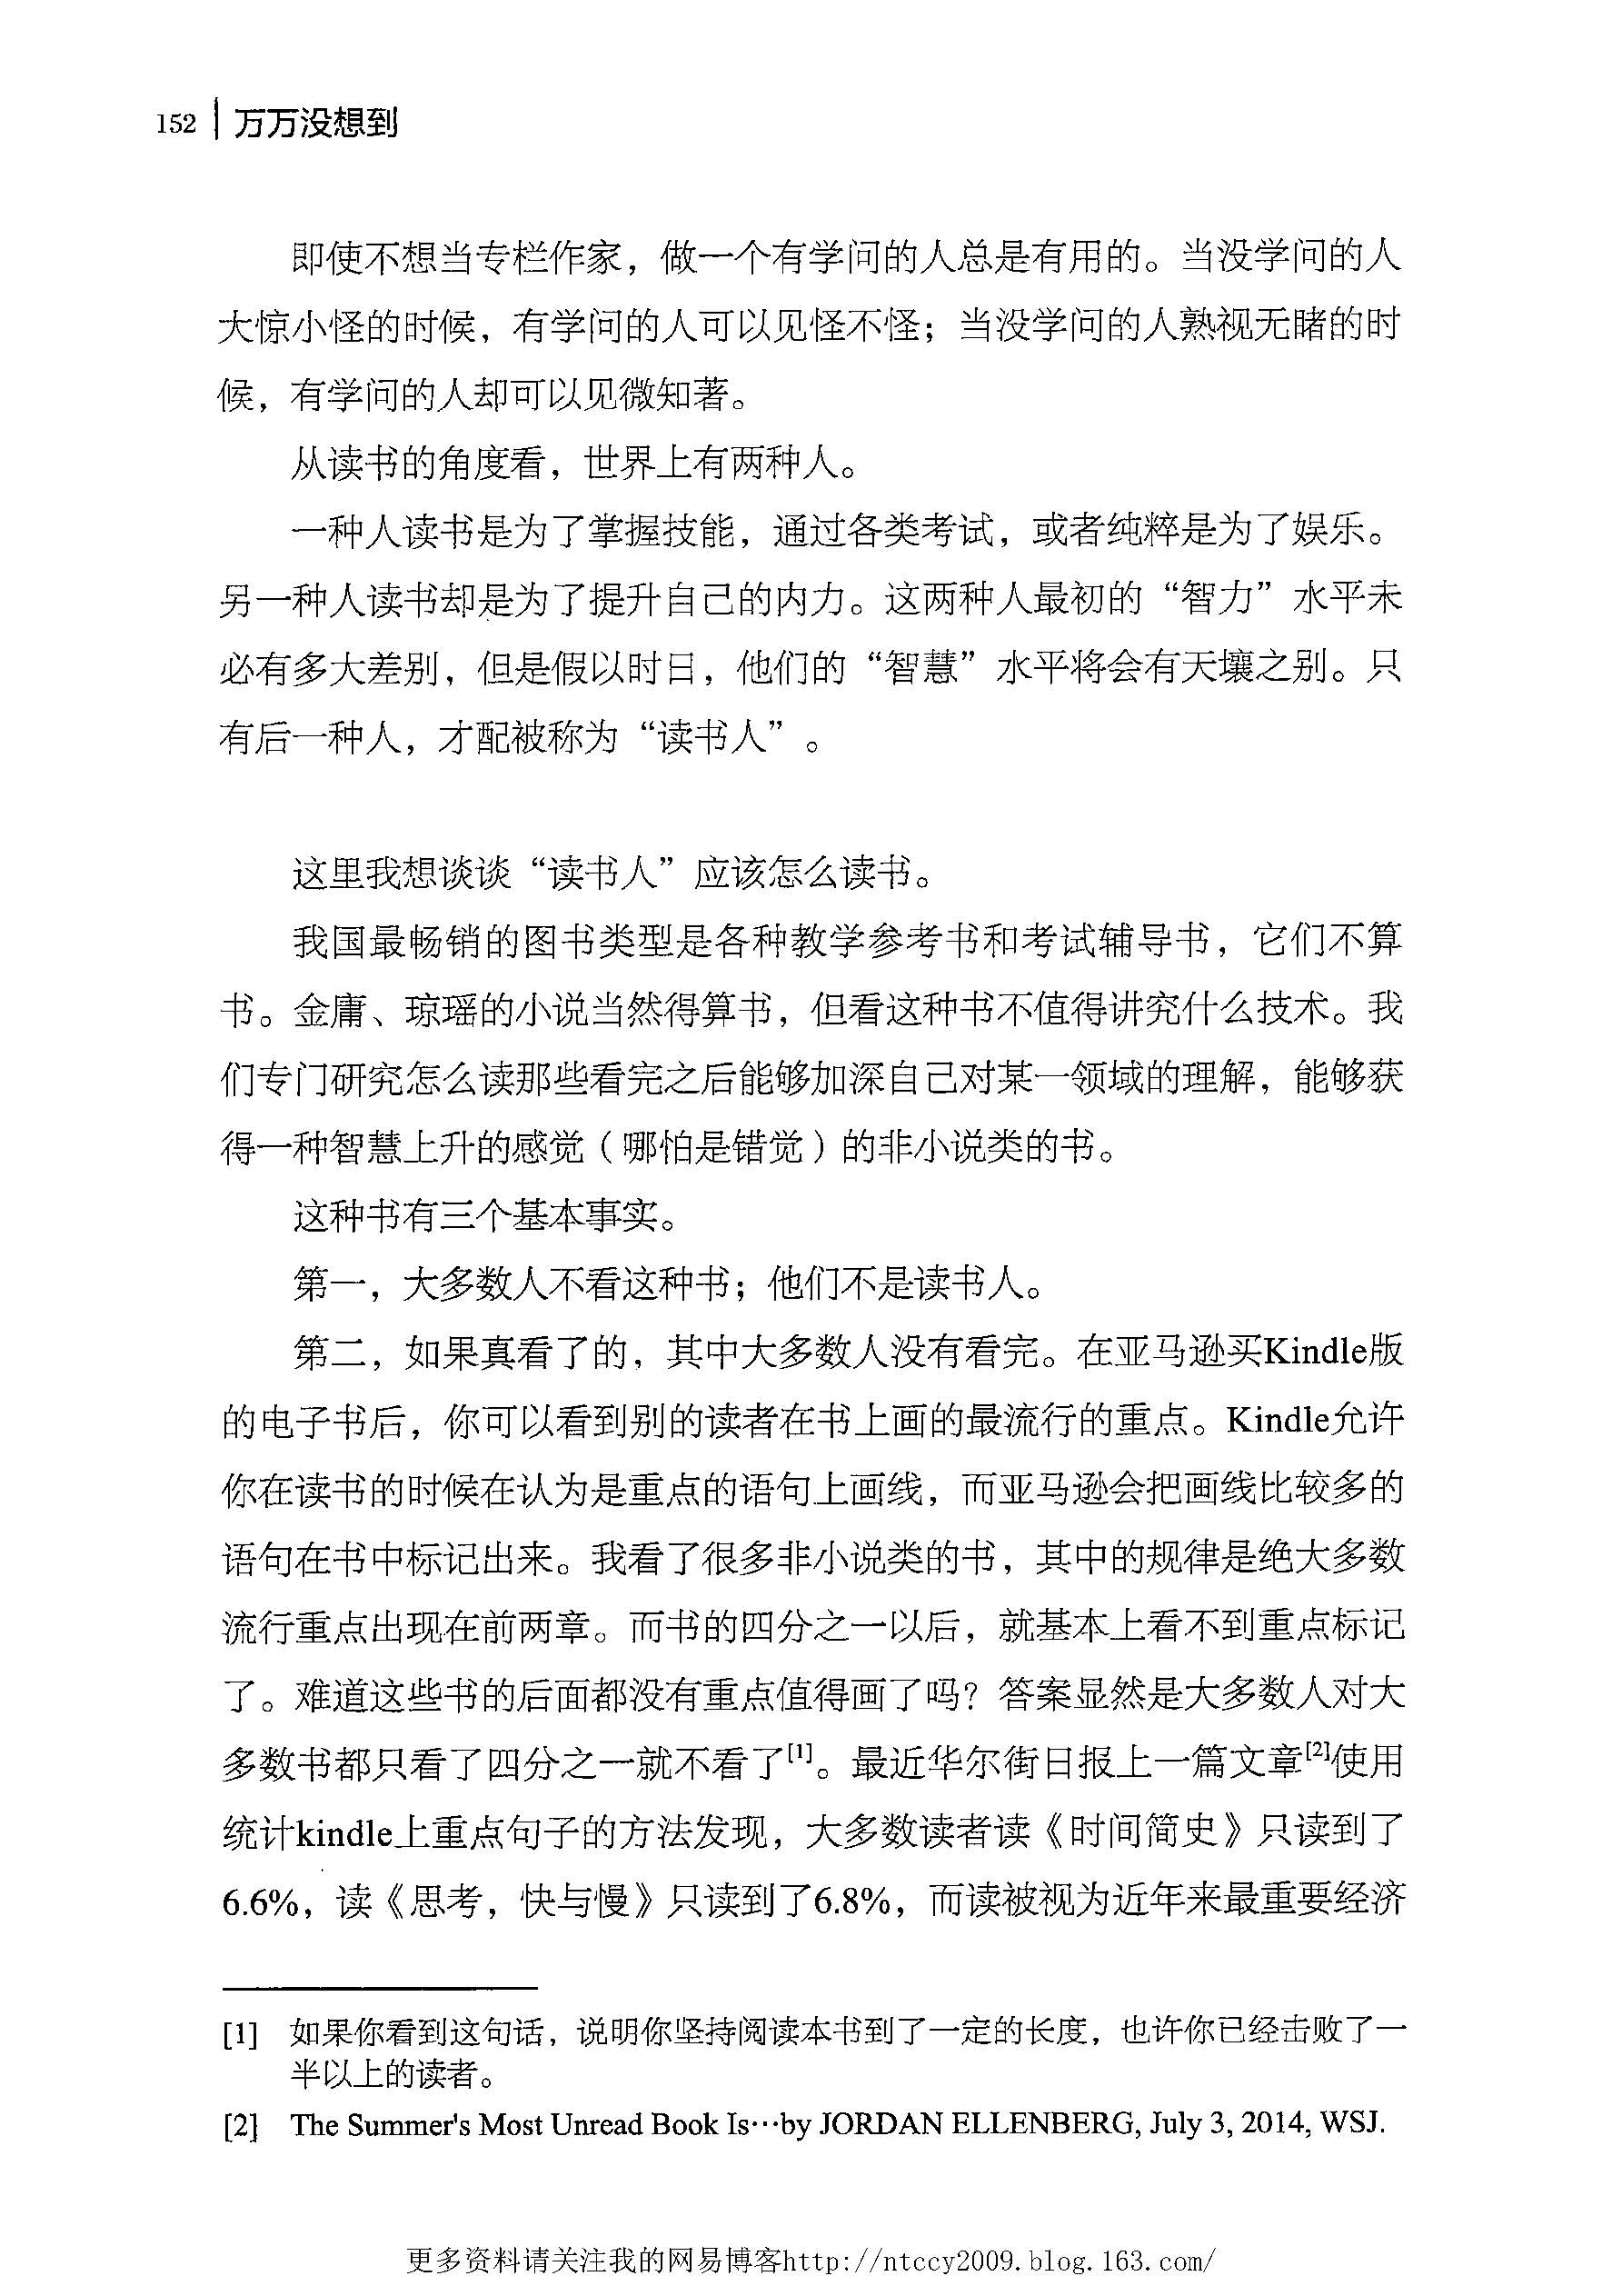 152 | 万万没想到
即使不想当专栏作家，做一个有学问的人总是有用的。当没学问的人
大惊小怪的时候，有学问的人可以见怪不怪；当没学问的人熟视无睹的时
候，有学问的人却可以见微知著。
从读书的角度看，世界上有两种人。
一种人读书是为了掌握技能，通过各类考试，或者纯粹是为了娱乐。
另一种人读书却是为了提升自己的内力。这两种人最初的“智力”水平未
必有多大差别，但是假以时日，他们的“智慧”水平将会有天壤之别。只
有后一种人，才配被称为“读书人”。
这里我想谈谈“读书人”应该怎么读书。
我国最畅销的图书类型是各种教学参考书和考试辅导书，它们不算
书。金庸、琼瑶的小说当然得算书，但看这种书不值得讲究什么技术。我
们专门研究怎么读那些看完之后能够加深自己对某一领域的理解，能够获
得一种智慧上升的感觉（哪怕是错觉）的非小说类的书。
这种书有三个基本事实。
第一，大多数人不看这种书；他们不是读书人。
第二，如果真看了的，其中大多数人没有看完。在亚马逊买Kindle版
的电子书后，你可以看到别的读者在书上画的最流行的重点。Kindle允许
你在读书的时候在认为是重点的语句上画线，而亚马逊会把画线比较多的
语句在书中标记出来。我看了很多非小说类的书，其中的规律是绝大多数
流行重点出现在前两章。而书的四分之一以后，就基本上看不到重点标记
了。难道这些书的后面都没有重点值得画了吗？答案显然是大多数人对大
多数书都只看了四分之一就不看了[1]。最近华尔街日报上一篇文章[2]使用
统计kindle上重点句子的方法发现，大多数读者读《时间简史》只读到了
6.6%，读《思考，快与慢》只读到了6.8%，而读被视为近年来最重要经济
[1] 如果你看到这句话，说明你坚持阅读本书到了一定的长度，也许你已经击败了一
半以上的读者。
[2] The Summer's Most Unread Book Is…by JORDAN ELLENBERG, July 3, 2014, WSJ.
更多资料请关注我的网易博客http://ntccy2009.blog.163.com/